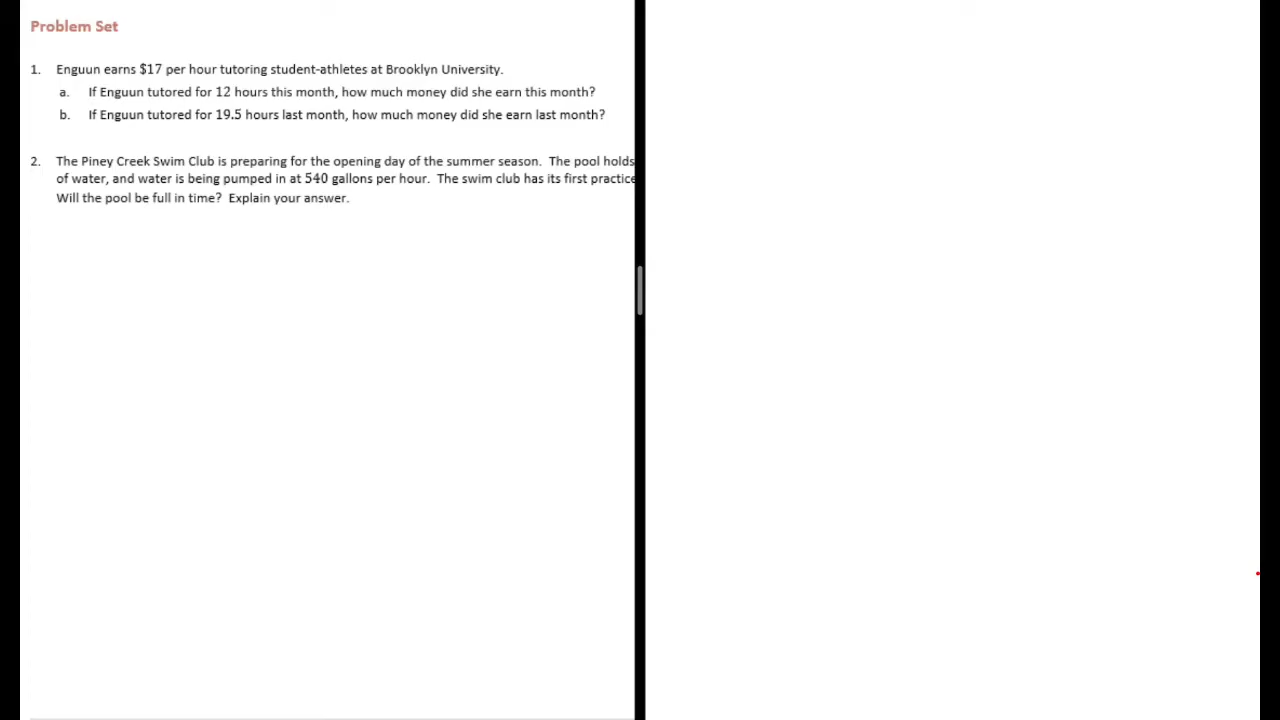 Problem Set
1. Enguun earns $17 per hour tutoring student-athletes at Brooklyn University.
a. If Enguun tutored for 12 hours this month, how much money did she earn this month?
b. If Enguun tutored for 19.5 hours last month, how much money did she earn last month?
2. The Piney Creek Swim Club is preparing for the opening day of the summer season. The pool holds
of water, and water is being pumped in at 540 gallons per hour. The swim club has its first practice
Will the pool be full in time? Explain your answer.